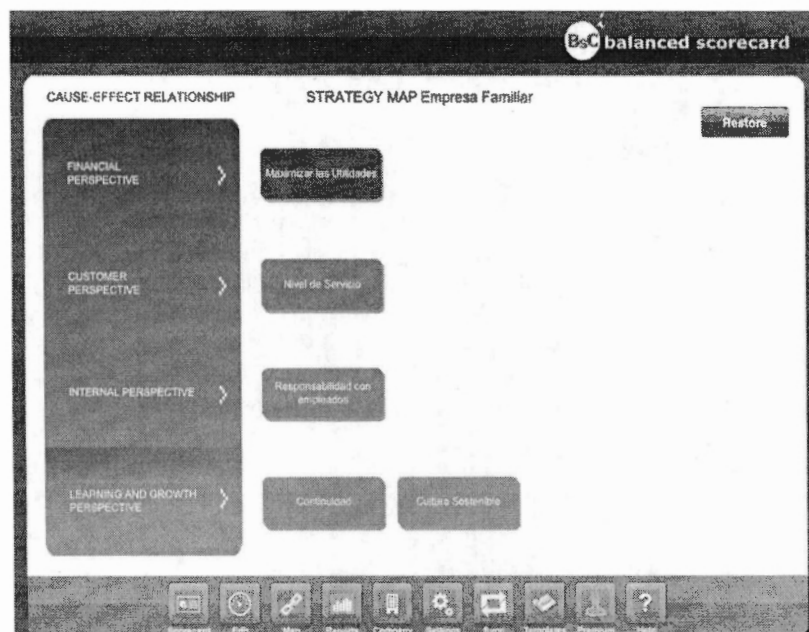 BsC balanced scorecard
CAUSE-EFFECT RELATIONSHIP
STRATEGY MAP Empresa Familiar
Restore
FINANCIAL
PERSPECTIVE
Maximizar las Utilidades
CUSTOMER
PERSPECTIVE
Nivel de Servicio
INTERNAL PERSPECTIVE
Responsabilidad con
empleados
LEARNING AND GROWTH
PERSPECTIVE
Continuidad
Cultura Sostenible
?